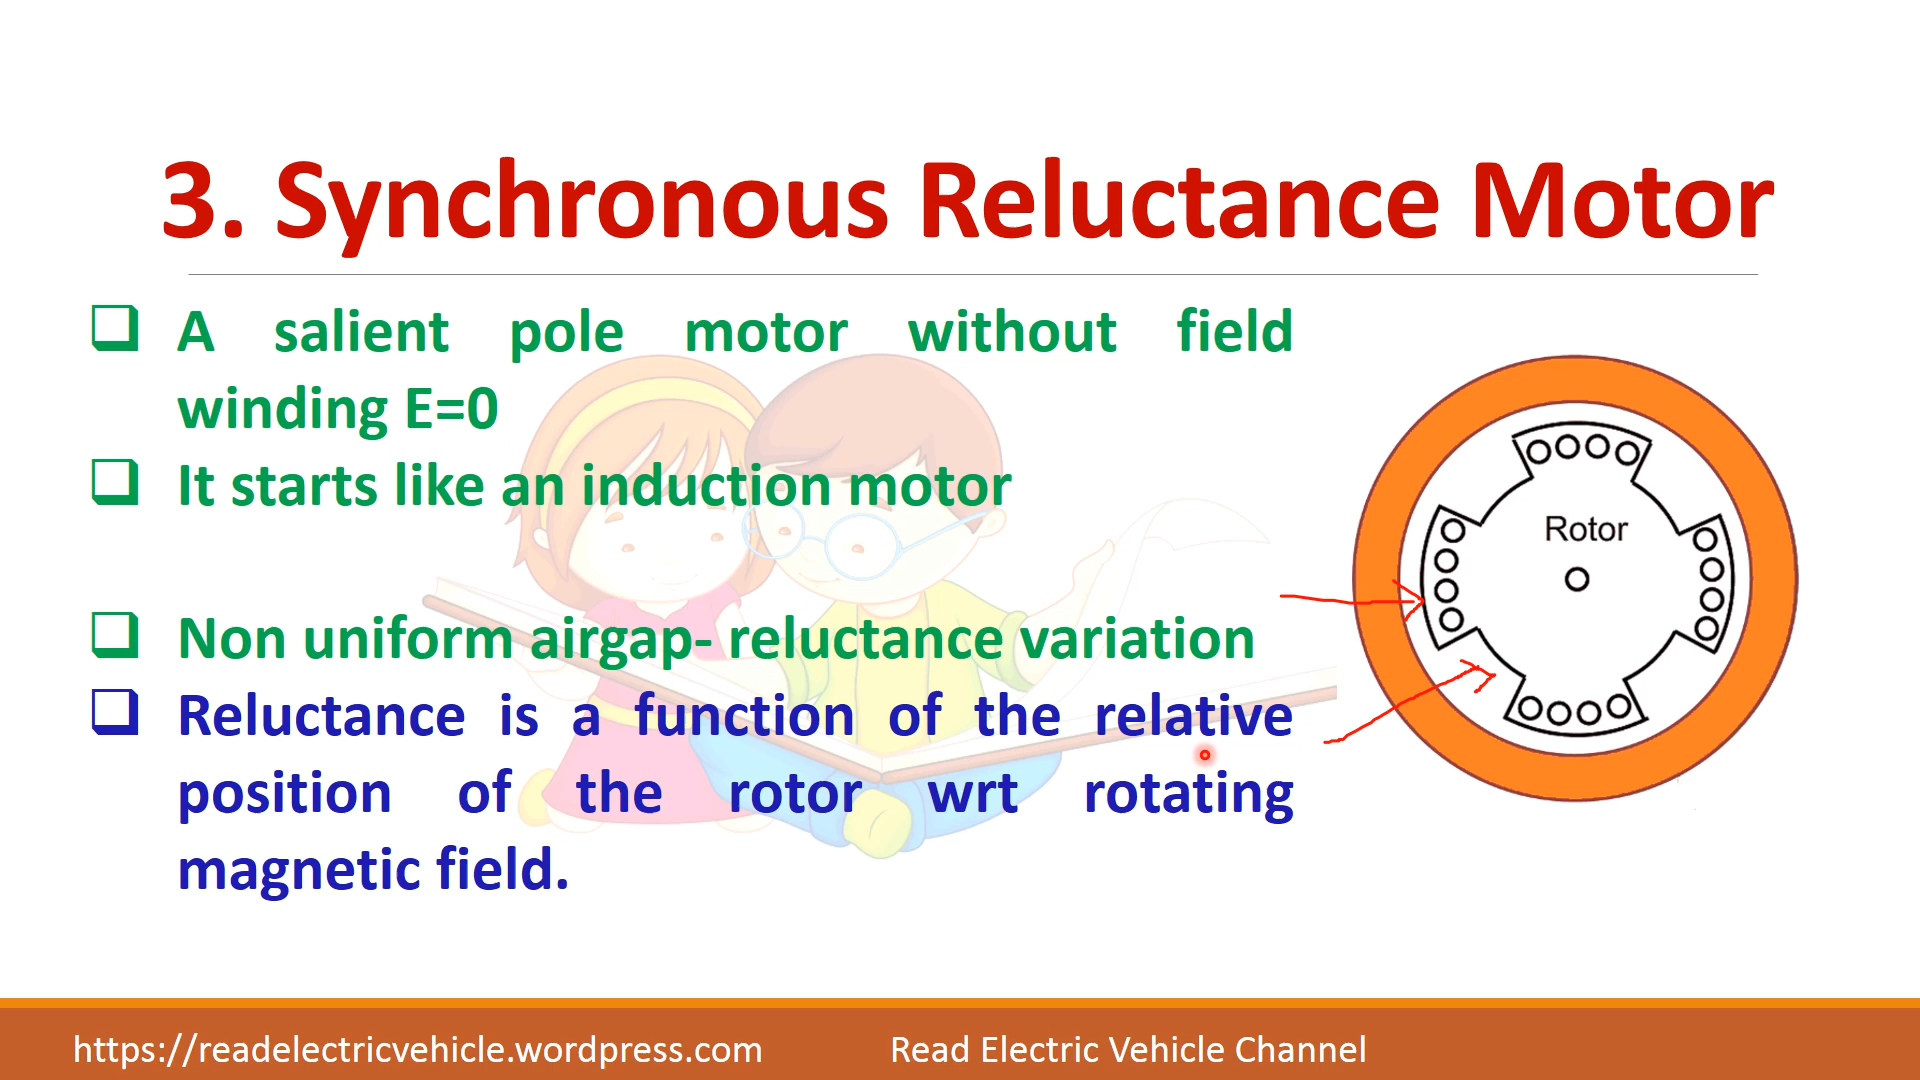 3. Synchronous Reluctance Motor
A salient pole motor without field
winding E=0
It starts like an induction motor
Non uniform airgap- reluctance variation
Reluctance is a function of the relative
position of the rotor wrt rotating
magnetic field.
Rotor
https://readelectricvehicle.wordpress.com
Read Electric Vehicle Channel